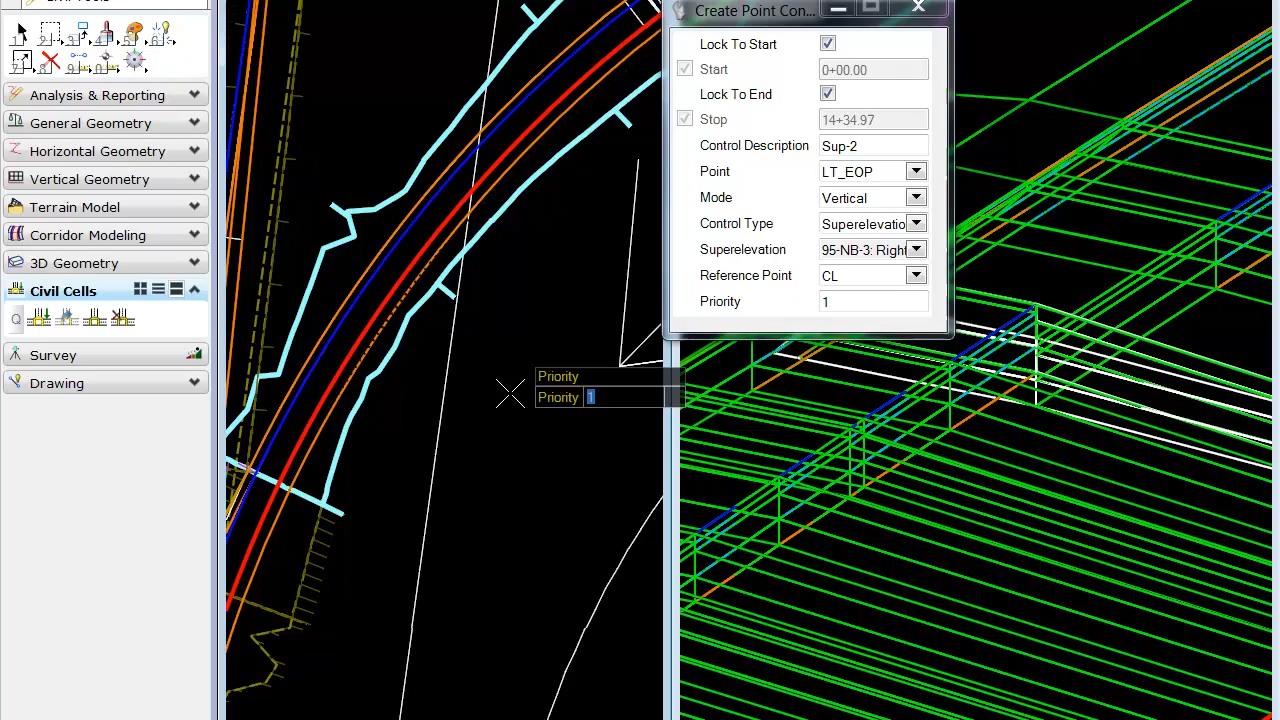 Create Point Con...
Lock To Start
Start 0+00.00
Lock To End
Stop 14+34.97
Control Description Sup-2
Point LT_EOP
Mode Vertical
Control Type Superelevatio
Superelevation 95-NB-3: Right
Reference Point CL
Priority 1
Analysis & Reporting
General Geometry
Horizontal Geometry
Vertical Geometry
Terrain Model
Corridor Modeling
3D Geometry
Civil Cells
Q
Survey
Drawing
Priority
Priority 1